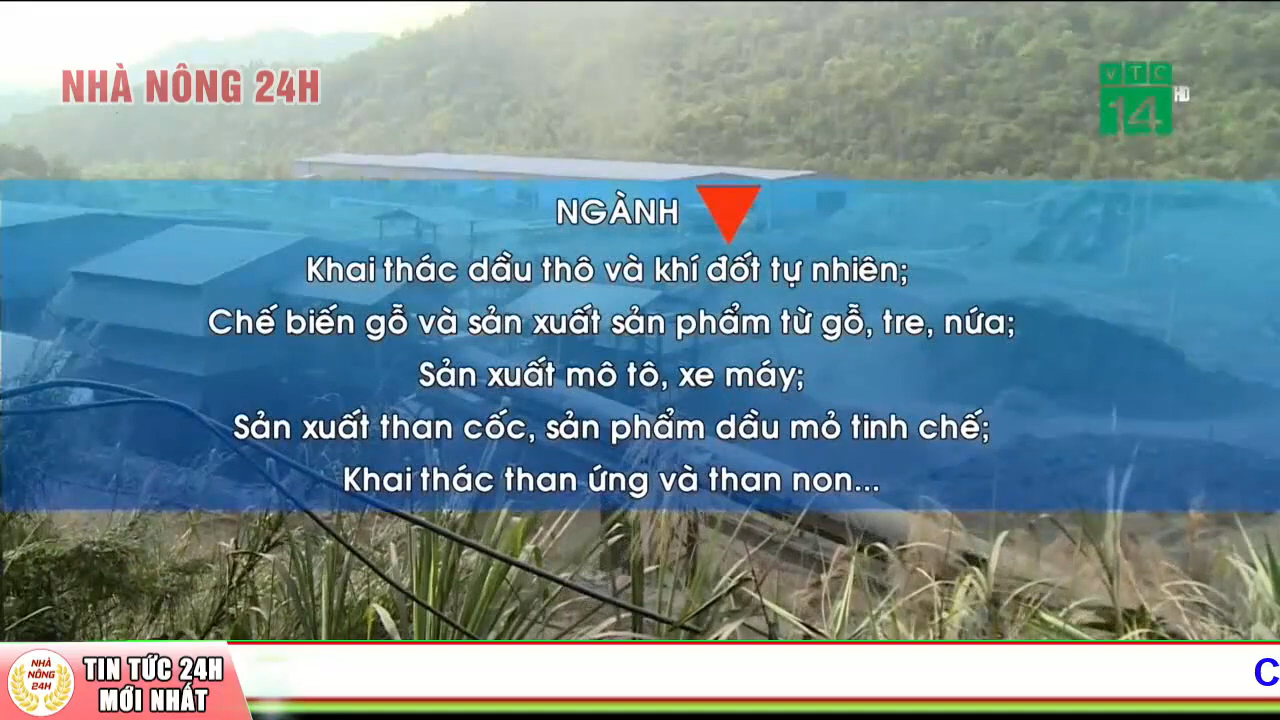 NHÀ NÔNG 24H
VTC
14
HD
NGÀNH
Khai thác dầu thô và khí đốt tự nhiên;
Chế biến gỗ và sản xuất sản phẩm từ gỗ, tre, nứa;
Sản xuất mô tô, xe máy;
Sản xuất than cốc, sản phẩm dầu mỏ tinh chế;
Khai thác than ứng và than non...
NHÀ
NÔNG
24H
TIN TỨC 24H
MỚI NHẤT
C